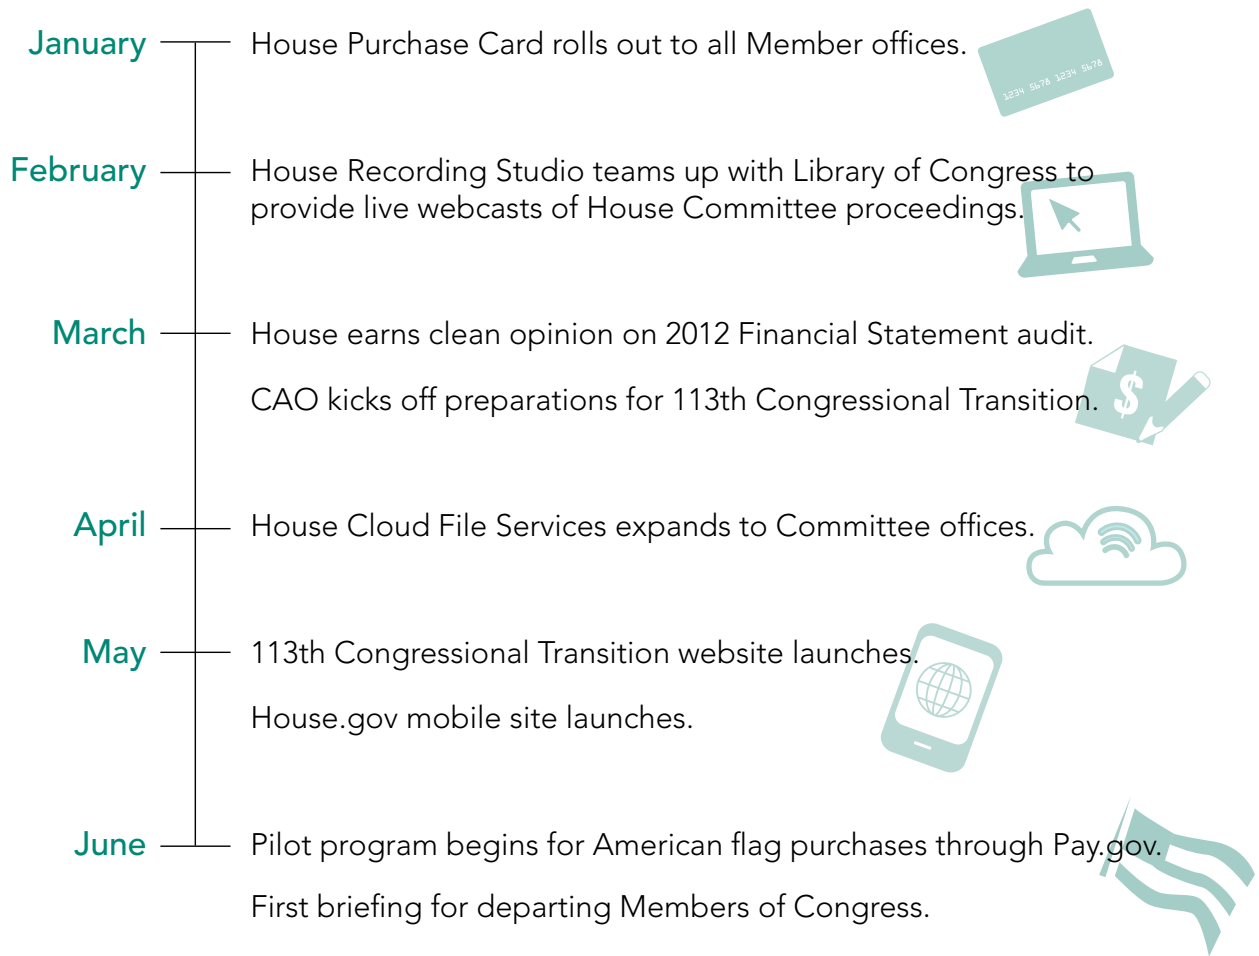 January
House Purchase Card rolls out to all Member offices.
1234 5678 1234 5678
February
House Recording Studio teams up with Library of Congress to
provide live webcasts of House Committee proceedings.
March
House earns clean opinion on 2012 Financial Statement audit.
CAO kicks off preparations for 113th Congressional Transition.
$
April
House Cloud File Services expands to Committee offices.
May
113th Congressional Transition website launches.
House.gov mobile site launches.
June
Pilot program begins for American flag purchases through Pay.gov.
First briefing for departing Members of Congress.